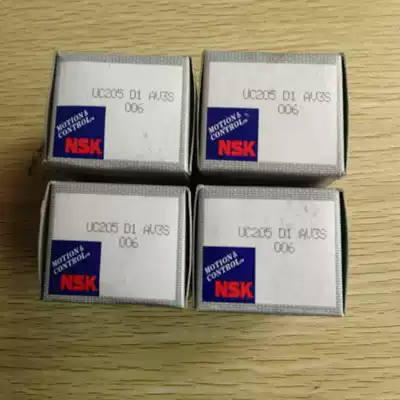 UC205 D1 AV3S
006
MOTION &
CONTROL
NSK
UC205 D1 AV3S
006
MOTION &
CONTROL
NSK
UC205 D1 AV3S
006
MOTION &
CONTROL
NSK
UC205 D1 AV3S
006
MOTION &
CONTROL
NSK